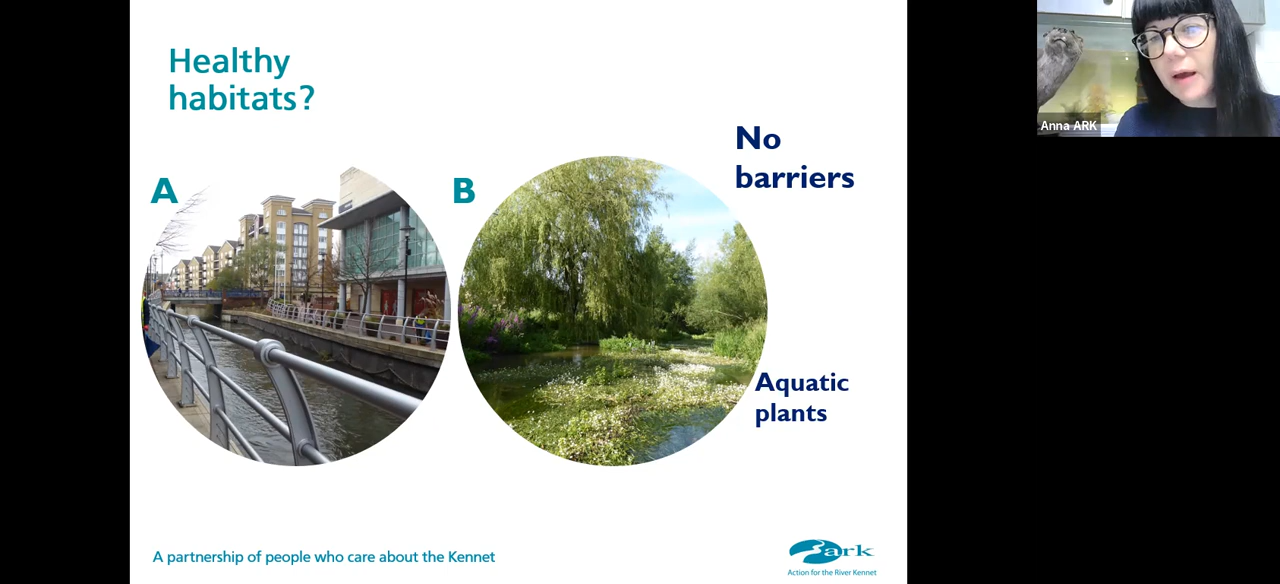 Healthy
habitats?
A
B
No
barriers
Aquatic
plants
A partnership of people who care about the Kennet
ark
Action for the River Kennet
Anna ARK